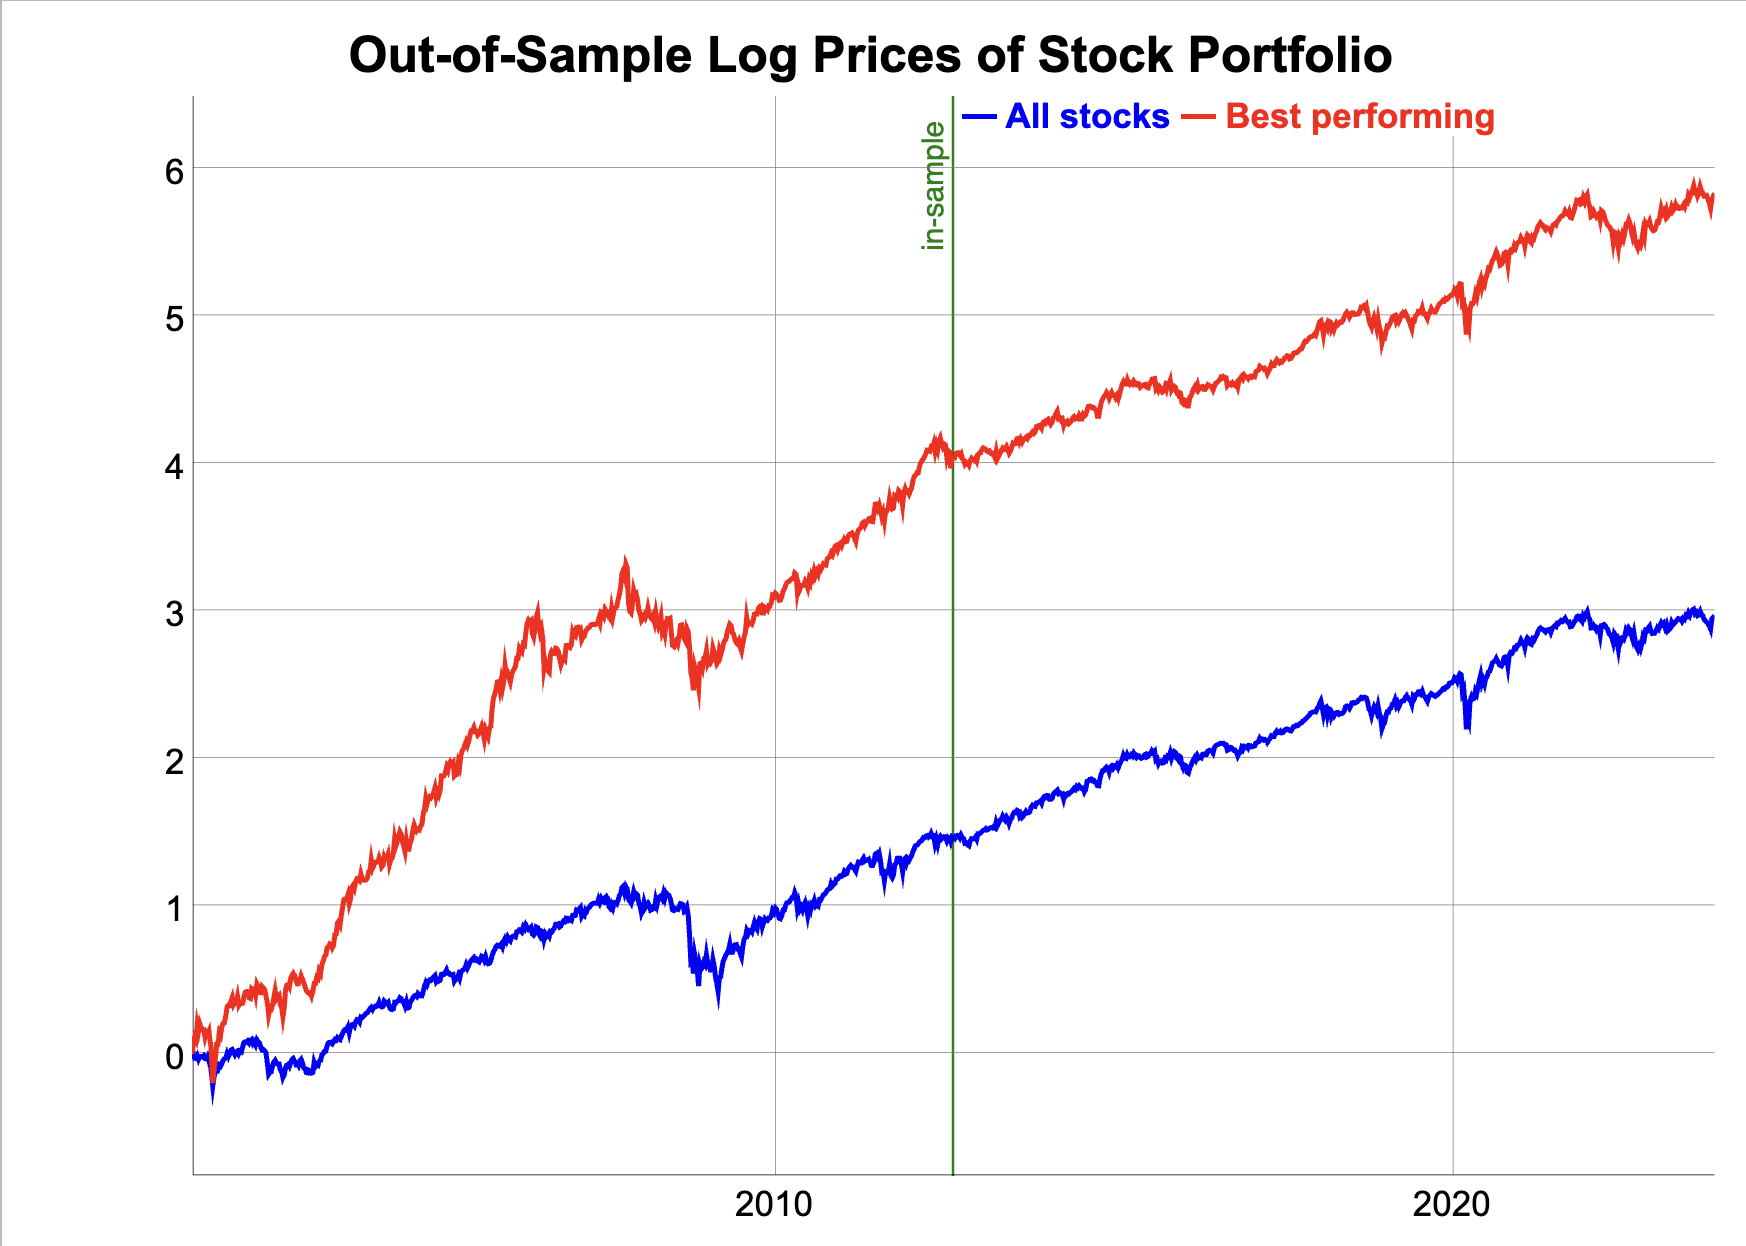 Out-of-Sample Log Prices of Stock Portfolio
All stocks Best performing
in-sample
6
5
4
3
2
1
0
2010 2020